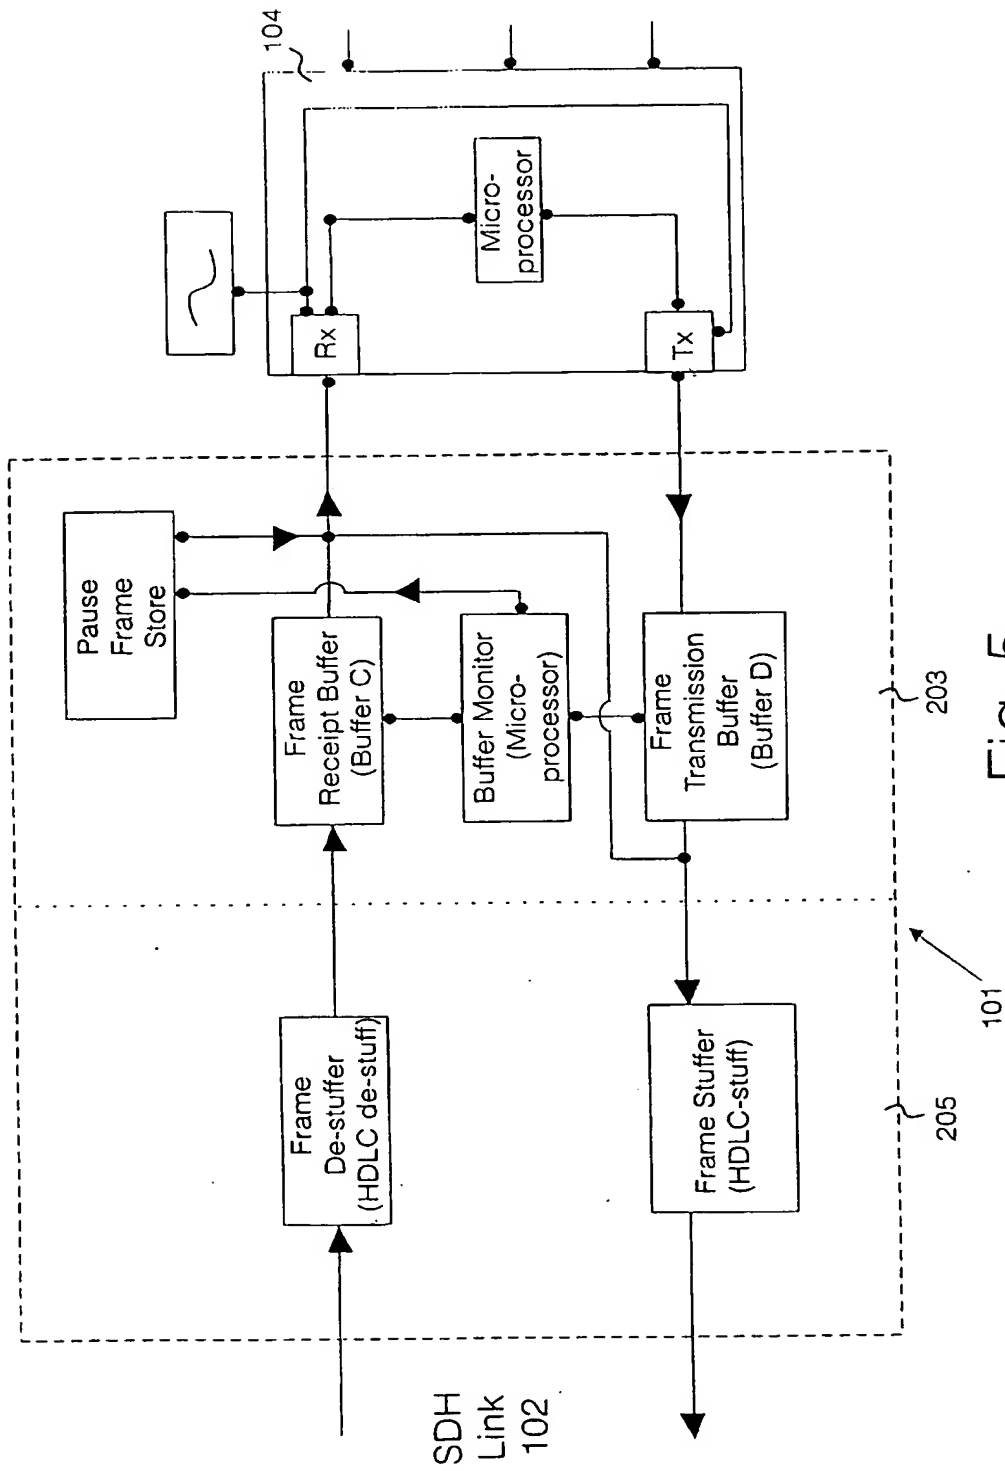 104
Micro-
processor
Rx
Tx
Pause
Frame
Store
Frame
Receipt Buffer
(Buffer C)
Buffer Monitor
(Micro-
processor)
Frame
Transmission
Buffer
(Buffer D)
203
Frame
De-stuffer
(HDLC de-stuff)
Frame Stuffer
(HDLC-stuff)
205
101
SDH
Link
102
Fig. 5